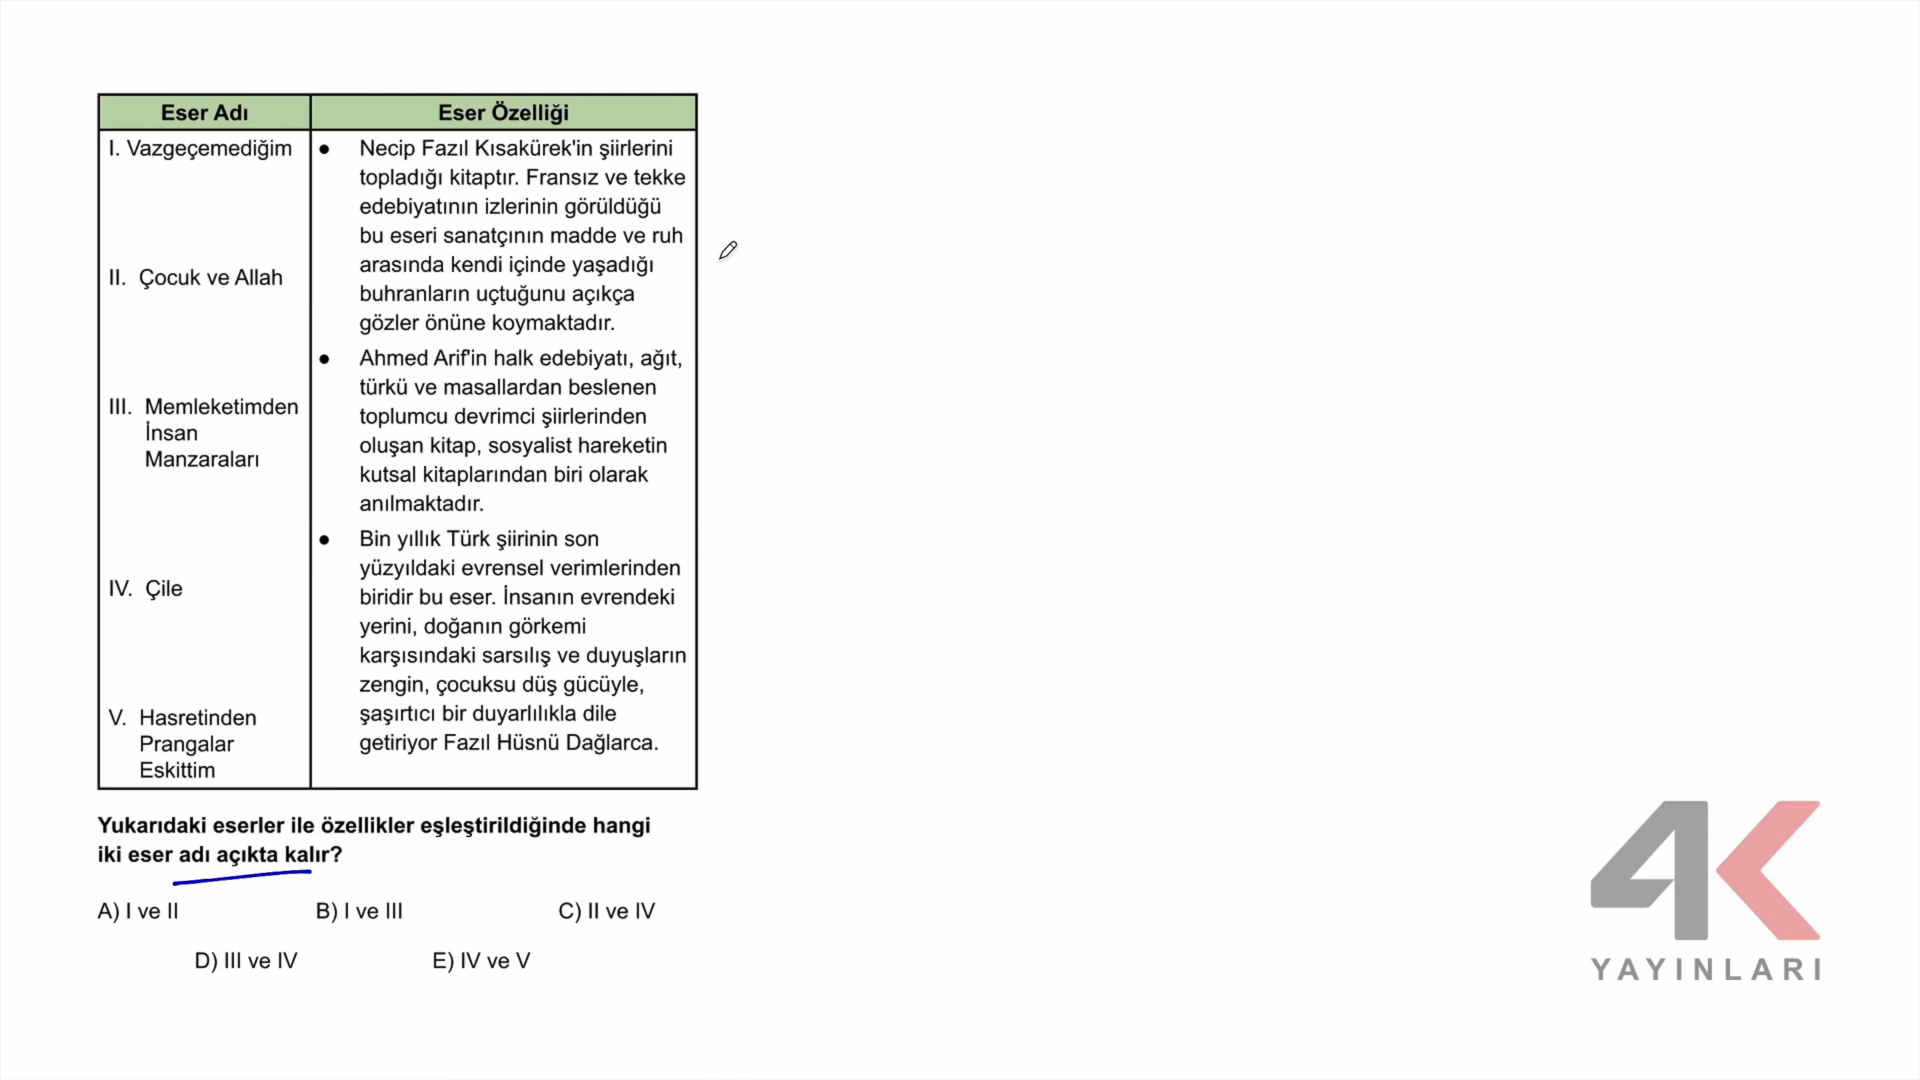 Eser Adı
Eser Özelliği
I. Vazgeçemediğim
II. Çocuk ve Allah
III. Memleketimden
İnsan
Manzaraları
IV. Çile
V. Hasretinden
Prangalar
Eskittim
● Necip Fazıl Kısakürek'in şiirlerini
topladığı kitaptır. Fransız ve tekke
edebiyatının izlerinin görüldüğü
bu eseri sanatçının madde ve ruh
arasında kendi içinde yaşadığı
buhranların uçtuğunu açıkça
gözler önüne koymaktadır.
● Ahmed Arif'in halk edebiyatı, ağıt,
türkü ve masallardan beslenen
toplumcu devrimci şiirlerinden
oluşan kitap, sosyalist hareketin
kutsal kitaplarından biri olarak
anılmaktadır.
● Bin yıllık Türk şiirinin son
yüzyıldaki evrensel verimlerinden
biridir bu eser. İnsanın evrendeki
yerini, doğanın görkemi
karşısındaki sarsılış ve duyuşların
zengin, çocuksu düş gücüyle,
şaşırtıcı bir duyarlılıkla dile
getiriyor Fazıl Hüsnü Dağlarca.
Yukarıdaki eserler ile özellikler eşleştirildiğinde hangi
iki eser adı açıkta kalır?
A) I ve II B) I ve III C) II ve IV
D) III ve IV E) IV ve V
4K
YAYINLARI